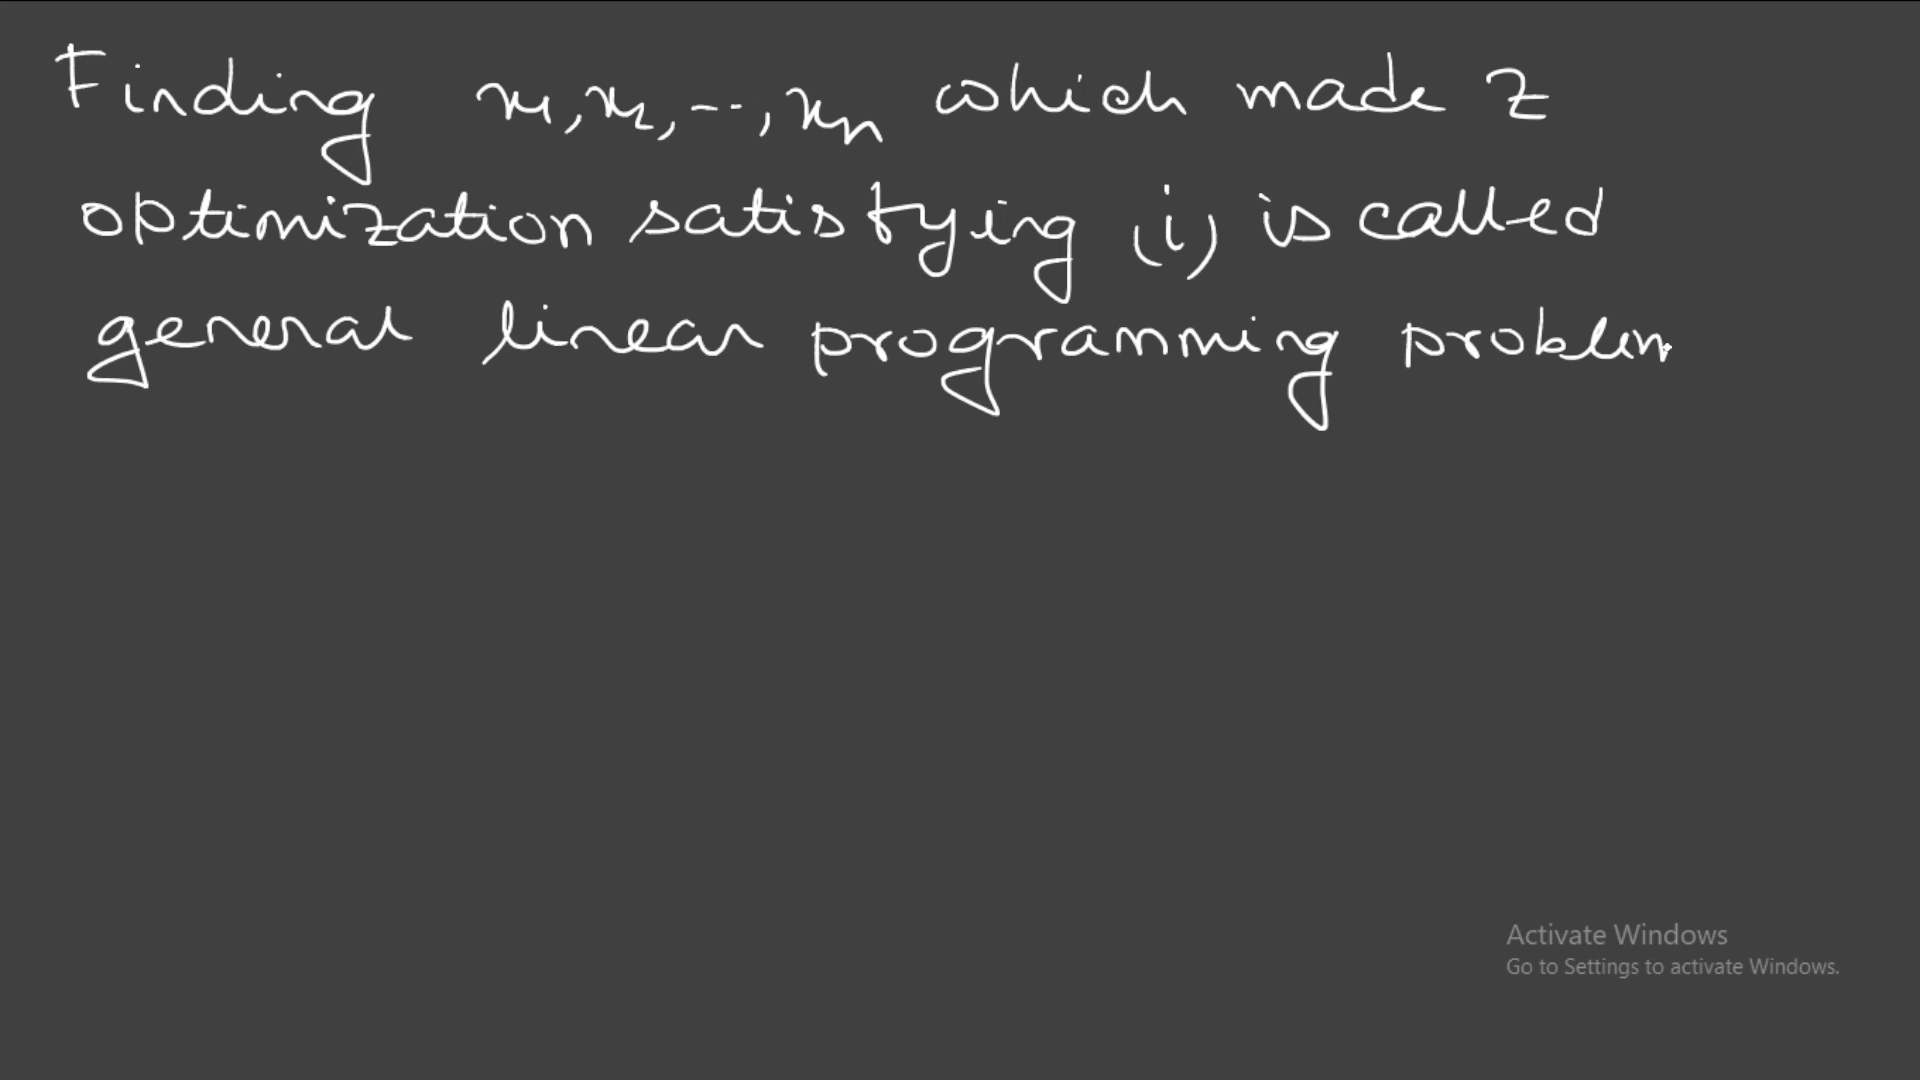 Finding x1, x2, --, xn which made z
optimization satisfying (i) is called
general linear programming problem
Activate Windows
Go to Settings to activate Windows.